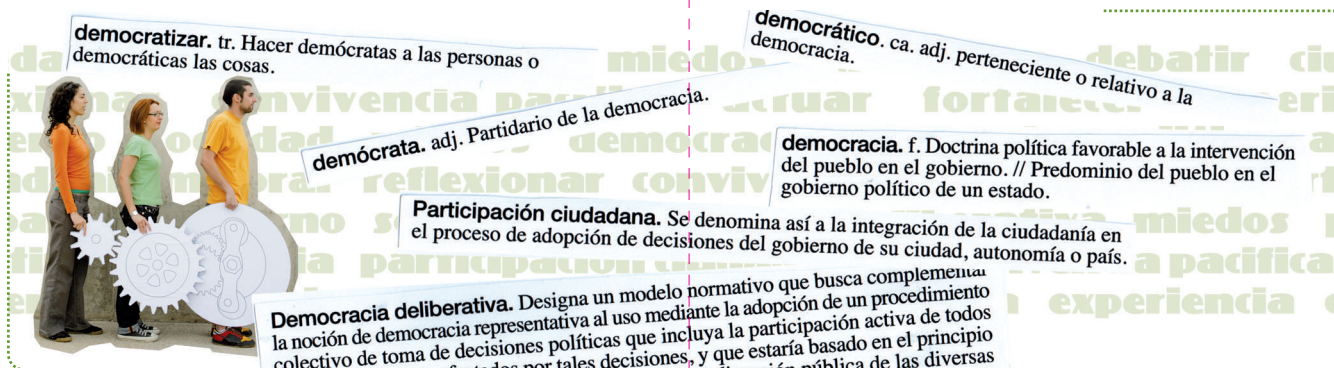 democratizar. tr. Hacer demócratas a las personas o
democráticas las cosas.
democrático. ca. adj. perteneciente o relativo a la
democracia.
demócrata. adj. Partidario de la democracia.
democracia. f. Doctrina política favorable a la intervención
del pueblo en el gobierno. // Predominio del pueblo en el
gobierno político de un estado.
Participación ciudadana. Se denomina así a la integración de la ciudadanía en
el proceso de adopción de decisiones del gobierno de su ciudad, autonomía o país.
Democracia deliberativa. Designa un modelo normativo que busca complementar
la noción de democracia representativa al uso mediante la adopción de un procedimiento
colectivo de toma de decisiones políticas que incluya la participación activa de todos
por tales decisiones, y que estaría basado en el principio
pública de las diversas
miedos debatir
convivencia actuar
reflexionar
miedos
participación a pacifica
experiencia